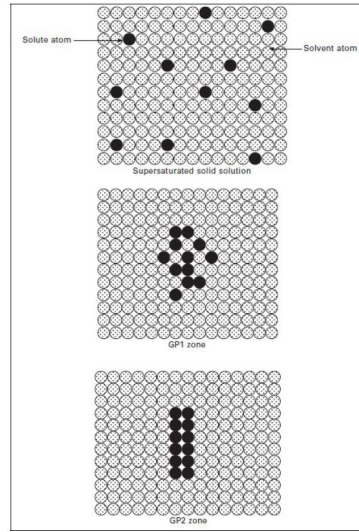 Solute atom
Solvent atom
Supersaturated solid solution
GP1 zone
GP2 zone